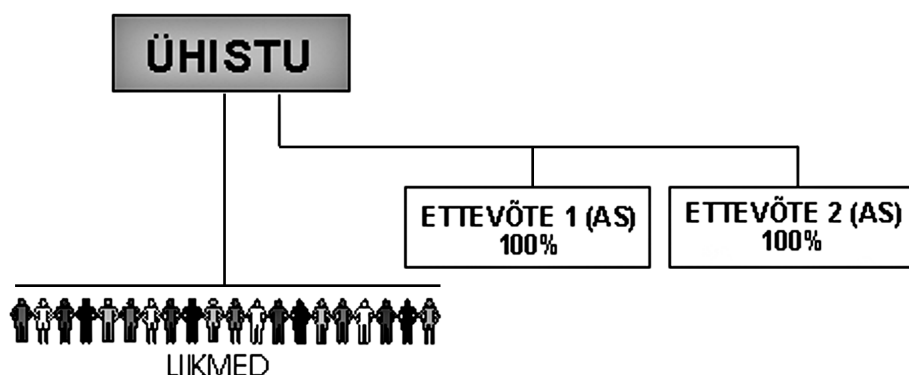 ÜHISTU
ETTEVÕTE 1 (AS)
100%
ETTEVÕTE 2 (AS)
100%
LIIKMED